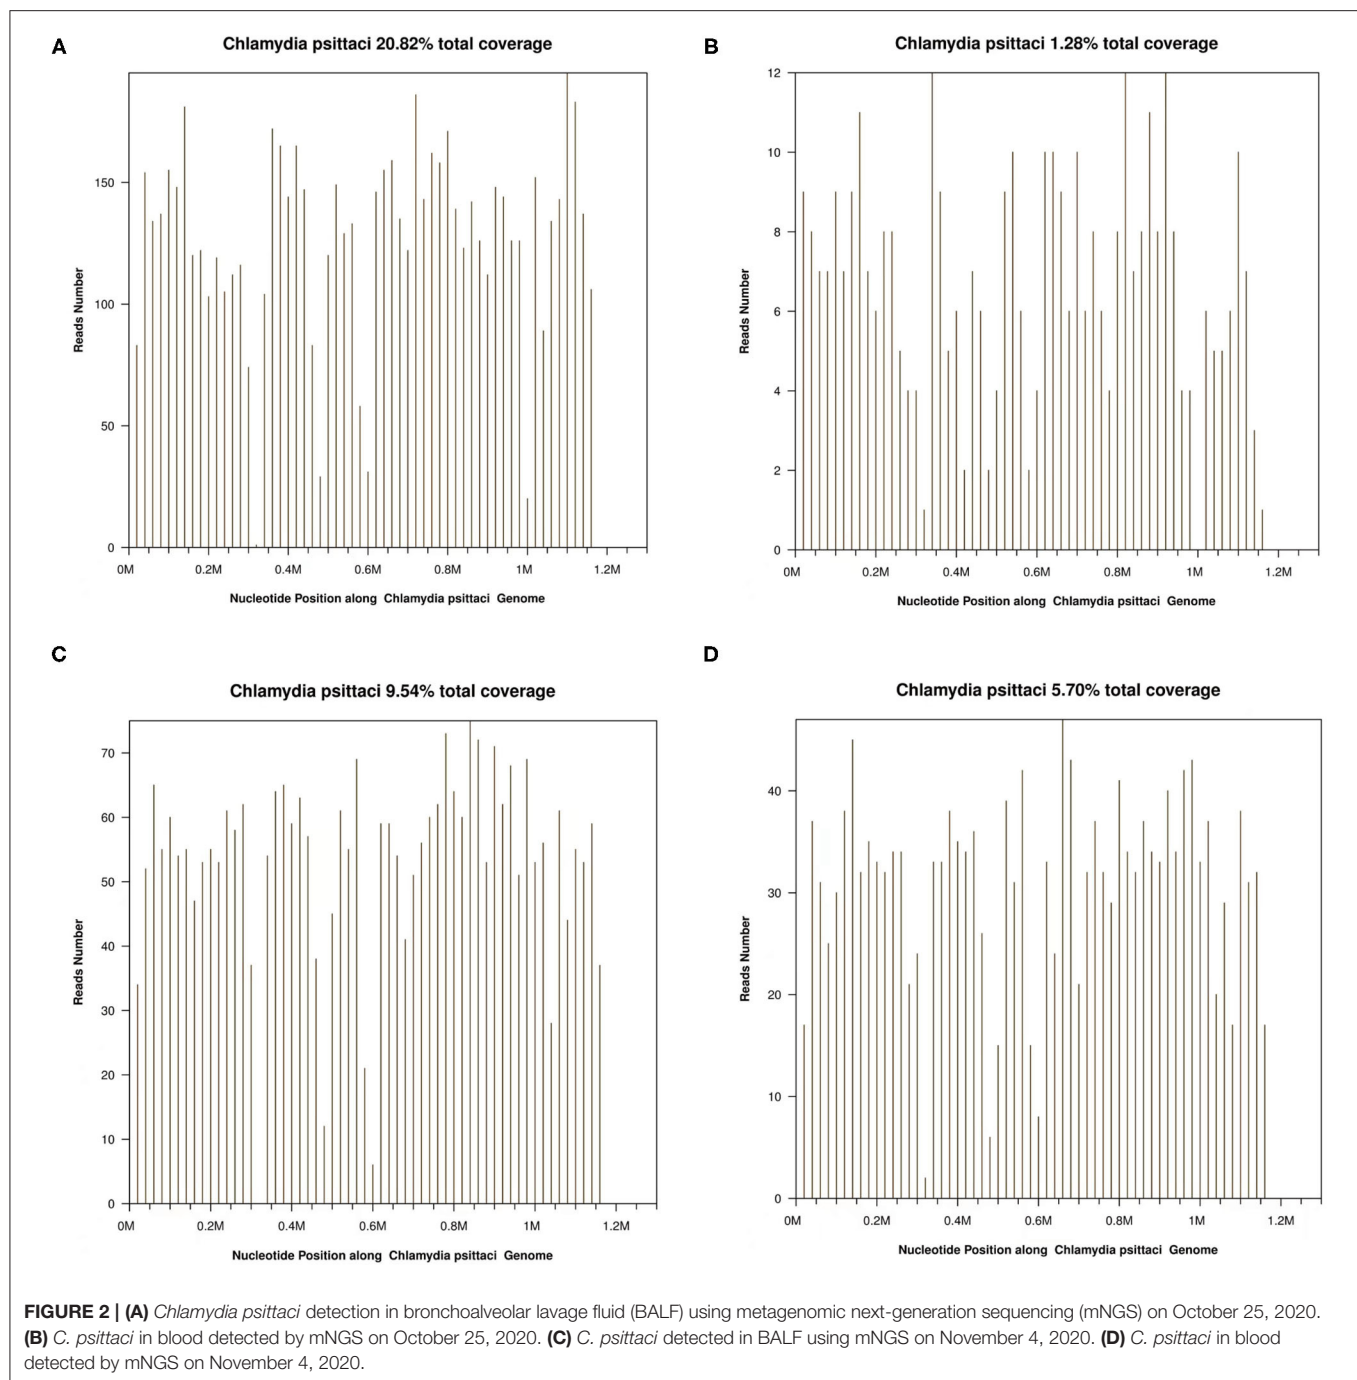 A
Chlamydia psittaci 20.82% total coverage
150
100
50
0
Reads Number
0M 0.2M 0.4M 0.6M 0.8M 1M 1.2M
Nucleotide Position along Chlamydia psittaci Genome
B
Chlamydia psittaci 1.28% total coverage
12
10
8
6
4
2
0
Reads Number
0M 0.2M 0.4M 0.6M 0.8M 1M 1.2M
Nucleotide Position along Chlamydia psittaci Genome
C
Chlamydia psittaci 9.54% total coverage
70
60
50
40
30
20
10
0
Reads Number
0M 0.2M 0.4M 0.6M 0.8M 1M 1.2M
Nucleotide Position along Chlamydia psittaci Genome
D
Chlamydia psittaci 5.70% total coverage
40
30
20
10
0
Reads Number
0M 0.2M 0.4M 0.6M 0.8M 1M 1.2M
Nucleotide Position along Chlamydia psittaci Genome
FIGURE 2 | (A) Chlamydia psittaci detection in bronchoalveolar lavage fluid (BALF) using metagenomic next-generation sequencing (mNGS) on October 25, 2020.
(B) C. psittaci in blood detected by mNGS on October 25, 2020. (C) C. psittaci detected in BALF using mNGS on November 4, 2020. (D) C. psittaci in blood
detected by mNGS on November 4, 2020.